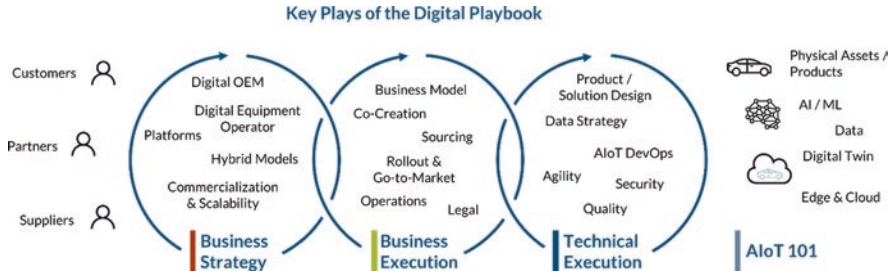 Key Plays of the Digital Playbook
Customers
Partners
Suppliers
Digital OEM
Digital Equipment
Operator
Platforms
Hybrid Models
Commercialization
& Scalability
Business
Strategy
Business Model
Co-Creation
Sourcing
Rollout &
Go-to-Market
Operations
Legal
Business
Execution
Product /
Solution Design
Data Strategy
AIoT DevOps
Agility
Security
Quality
Technical
Execution
Physical Assets /
Products
AI / ML
Data
Digital Twin
Edge & Cloud
AIoT 101